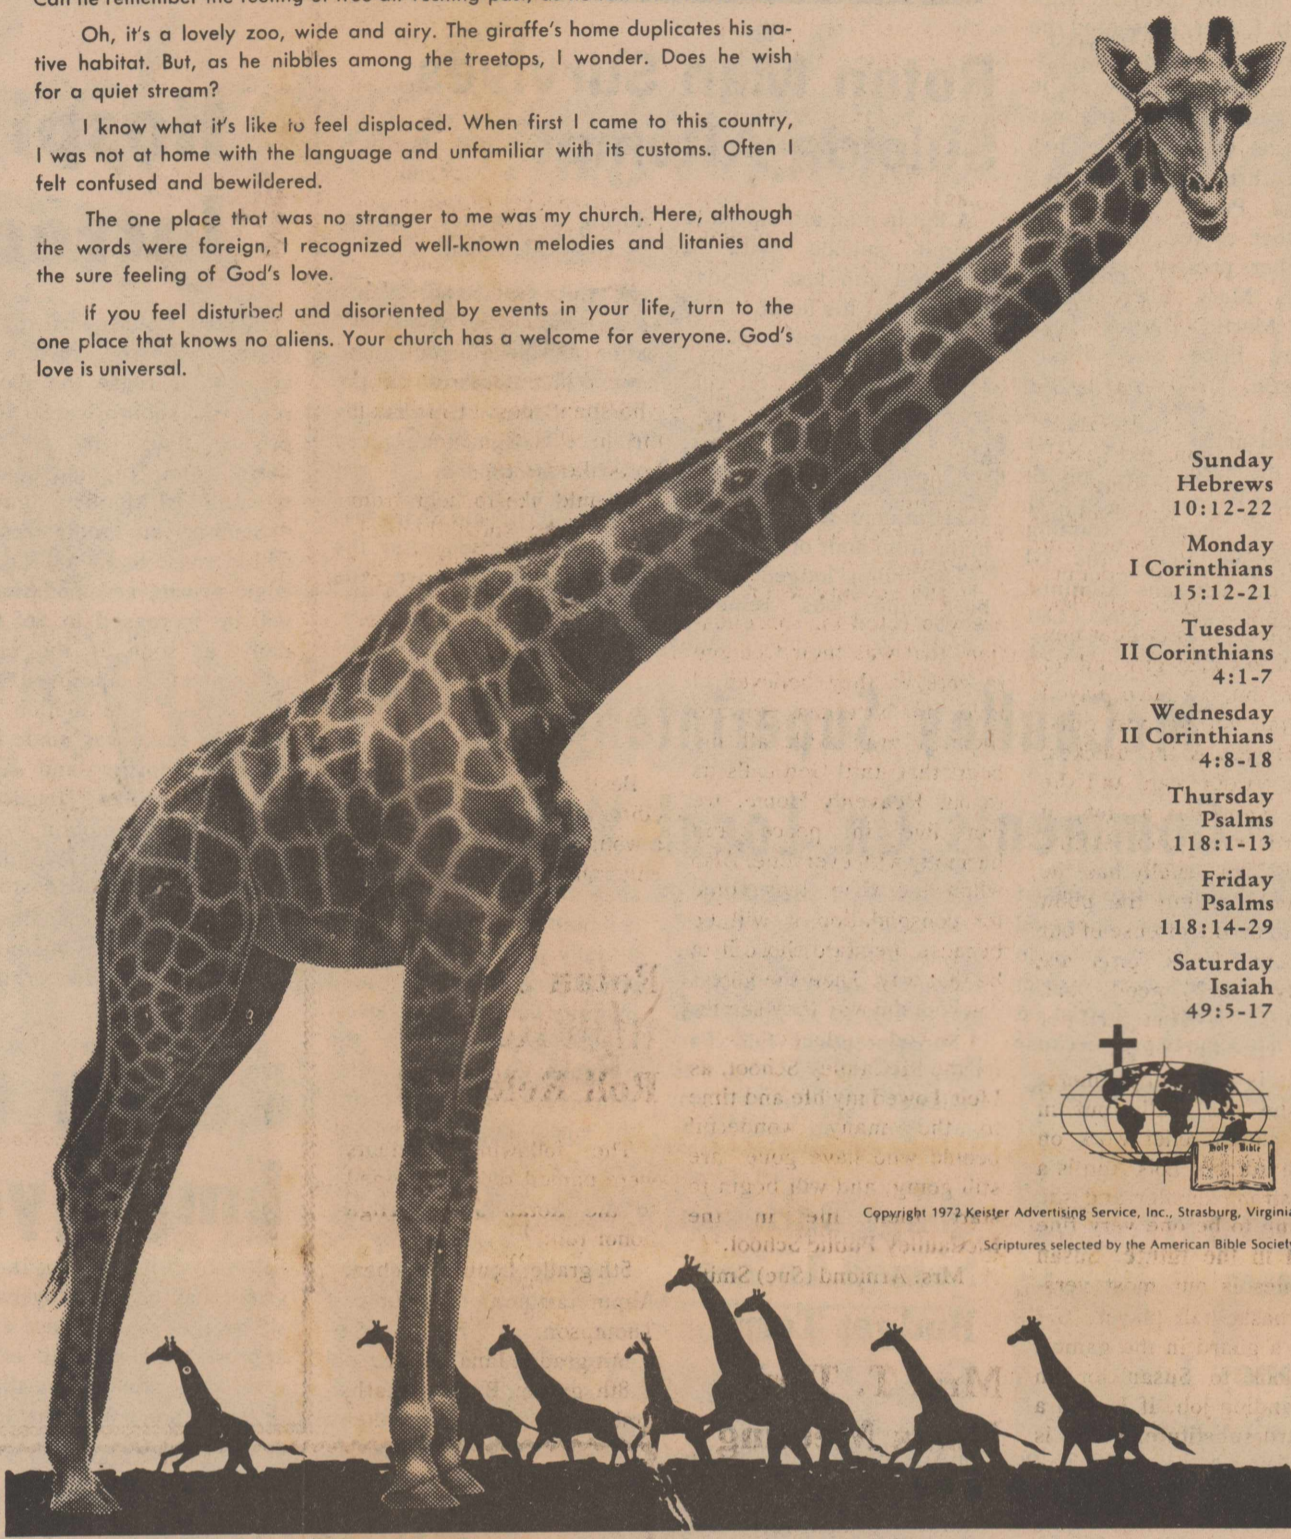 Can he remember the feeling of
Oh, it's a lovely zoo, wide and airy. The giraffe's home duplicates his na-
tive habitat. But, as he nibbles among the treetops, I wonder. Does he wish
for a quiet stream?
I know what it's like to feel displaced. When first I came to this country,
I was not at home with the language and unfamiliar with its customs. Often I
felt confused and bewildered.
The one place that was no stranger to me was my church. Here, although
the words were foreign, I recognized well-known melodies and litanies and
the sure feeling of God's love.
If you feel disturbed and disoriented by events in your life, turn to the
one place that knows no aliens. Your church has a welcome for everyone. God's
love is universal.
Sunday
Hebrews
10:12-22
Monday
I Corinthians
15:12-21
Tuesday
II Corinthians
4:1-7
Wednesday
II Corinthians
4:8-18
Thursday
Psalms
118:1-13
Friday
Psalms
118:14-29
Saturday
Isaiah
49:5-17
Holy Bible
Copyright 1972 Keister Advertising Service, Inc., Strasburg, Virginia
Scriptures selected by the American Bible Society